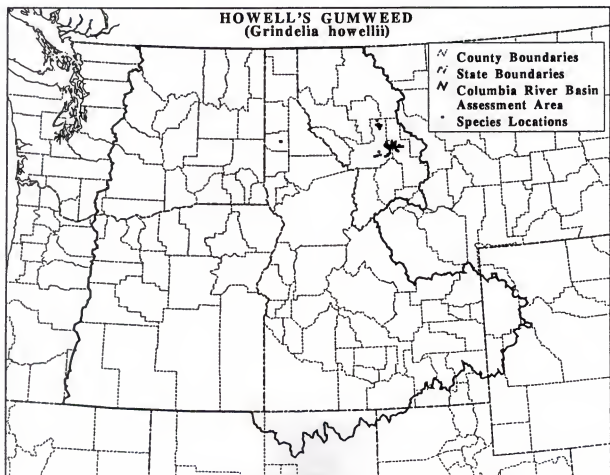 HOWELL'S GUMWEED
(Grindelia howellii)
County Boundaries
State Boundaries
Columbia River Basin
Assessment Area
Species Locations